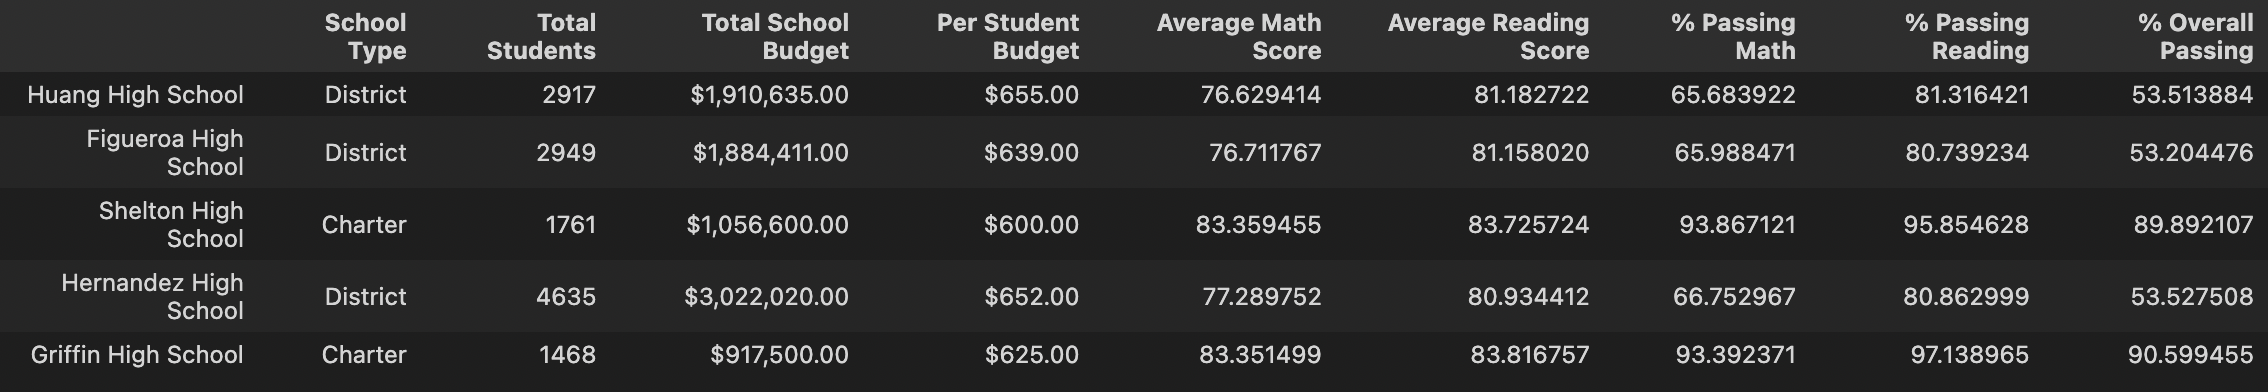 School Type Total Students Total School Budget Per Student Budget Average Math Score Average Reading Score % Passing Math % Passing Reading % Overall Passing
Huang High School District 2917 $1,910,635.00 $655.00 76.629414 81.182722 65.683922 81.316421 53.513884
Figueroa High School District 2949 $1,884,411.00 $639.00 76.711767 81.158020 65.988471 80.739234 53.204476
Shelton High School Charter 1761 $1,056,600.00 $600.00 83.359455 83.725724 93.867121 95.854628 89.892107
Hernandez High School District 4635 $3,022,020.00 $652.00 77.289752 80.934412 66.752967 80.862999 53.527508
Griffin High School Charter 1468 $917,500.00 $625.00 83.351499 83.816757 93.392371 97.138965 90.599455